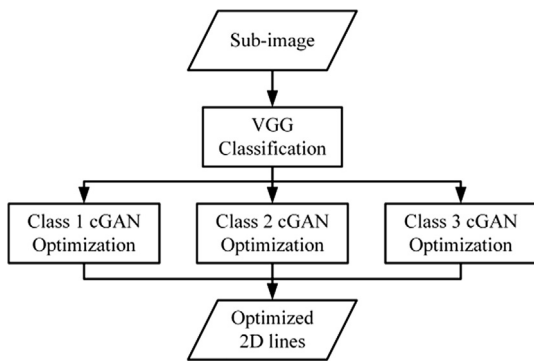 Sub-image
VGG
Classification
Class 1 cGAN
Optimization
Class 2 cGAN
Optimization
Class 3 cGAN
Optimization
Optimized
2D lines